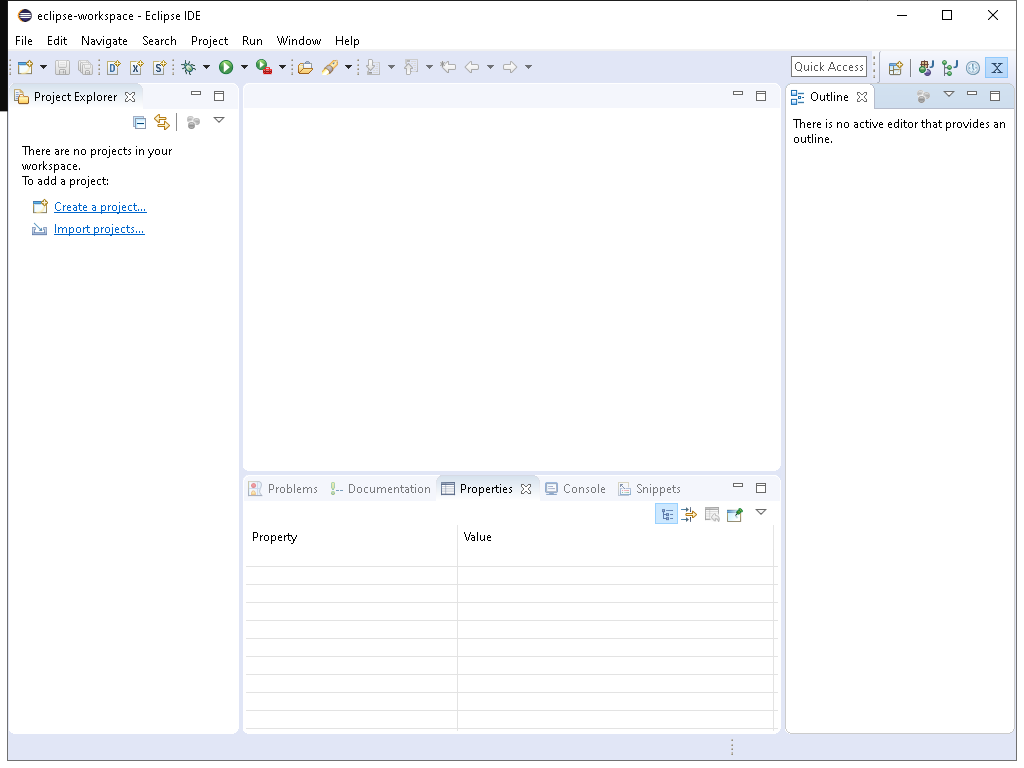 eclipse-workspace - Eclipse IDE
File Edit Navigate Search Project Run Window Help
Quick Access
Project Explorer
There are no projects in your
workspace.
To add a project:
Create a project...
Import projects...
Outline
There is no active editor that provides an
outline.
Problems Documentation Properties Console Snippets
Property Value